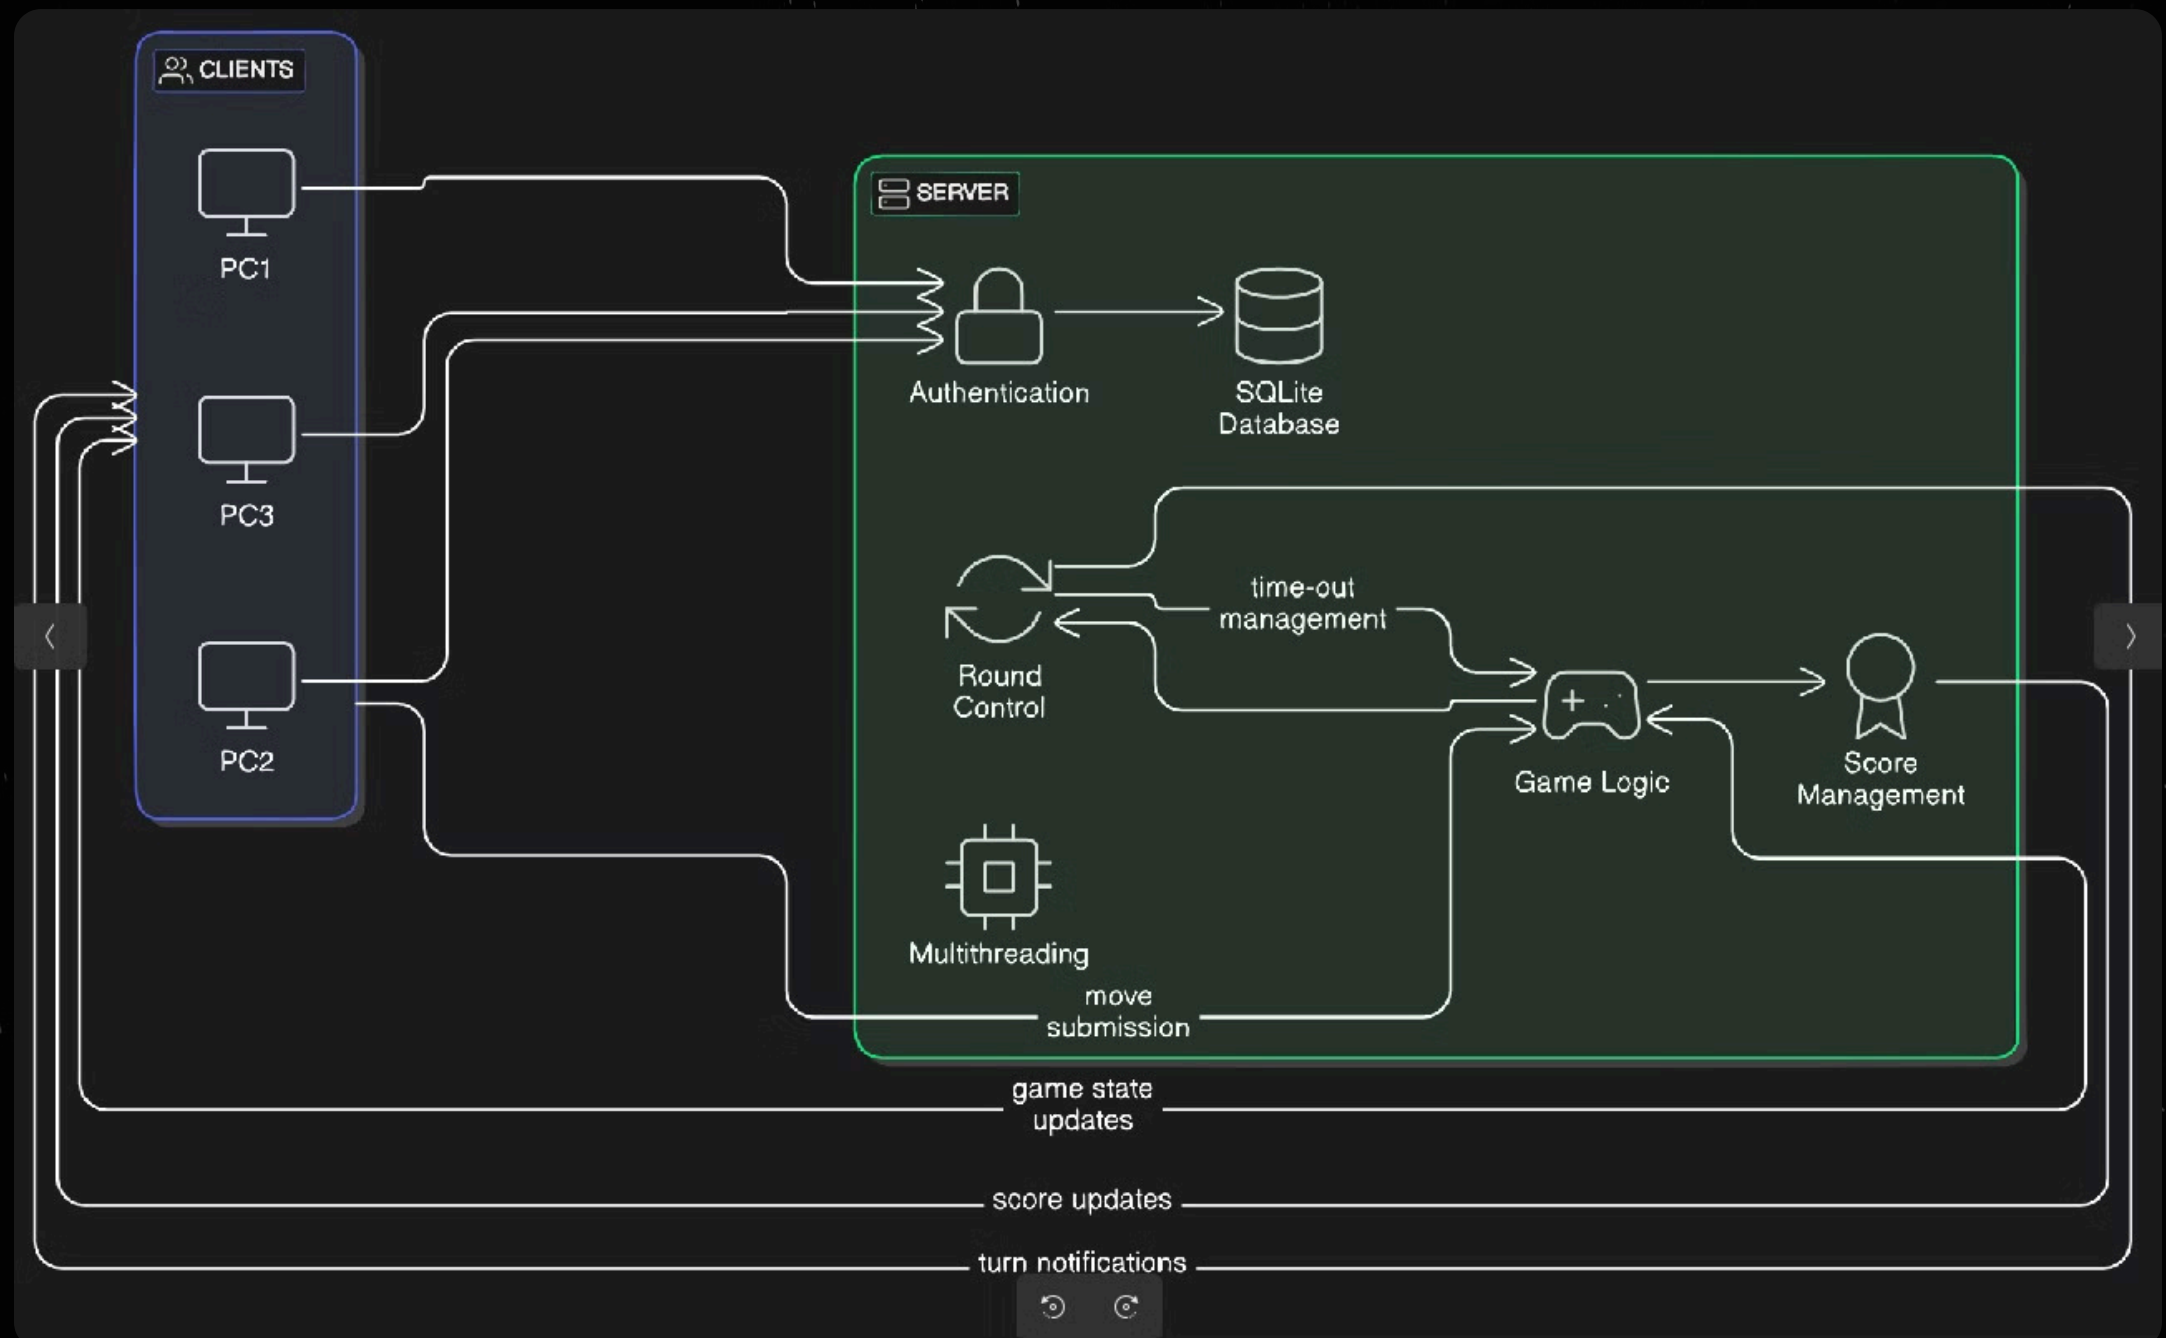 CLIENTS
PC1
PC3
PC2
SERVER
Authentication
SQLite
Database
time-out
management
Round
Control
Game Logic
Score
Management
Multithreading
move
submission
game state
updates
score updates
turn notifications